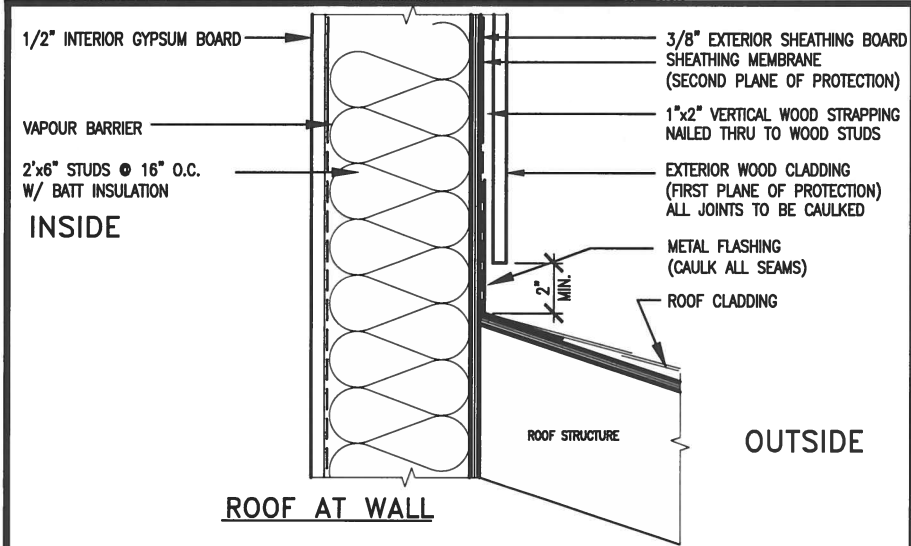 1/2" INTERIOR GYPSUM BOARD
VAPOUR BARRIER
2'x6" STUDS @ 16" O.C.
W/ BATT INSULATION
INSIDE
3/8" EXTERIOR SHEATHING BOARD
SHEATHING MEMBRANE
(SECOND PLANE OF PROTECTION)
1"x2" VERTICAL WOOD STRAPPING
NAILED THRU TO WOOD STUDS
EXTERIOR WOOD CLADDING
(FIRST PLANE OF PROTECTION)
ALL JOINTS TO BE CAULKED
METAL FLASHING
(CAULK ALL SEAMS)
2"
MIN.
ROOF CLADDING
ROOF STRUCTURE
OUTSIDE
ROOF AT WALL